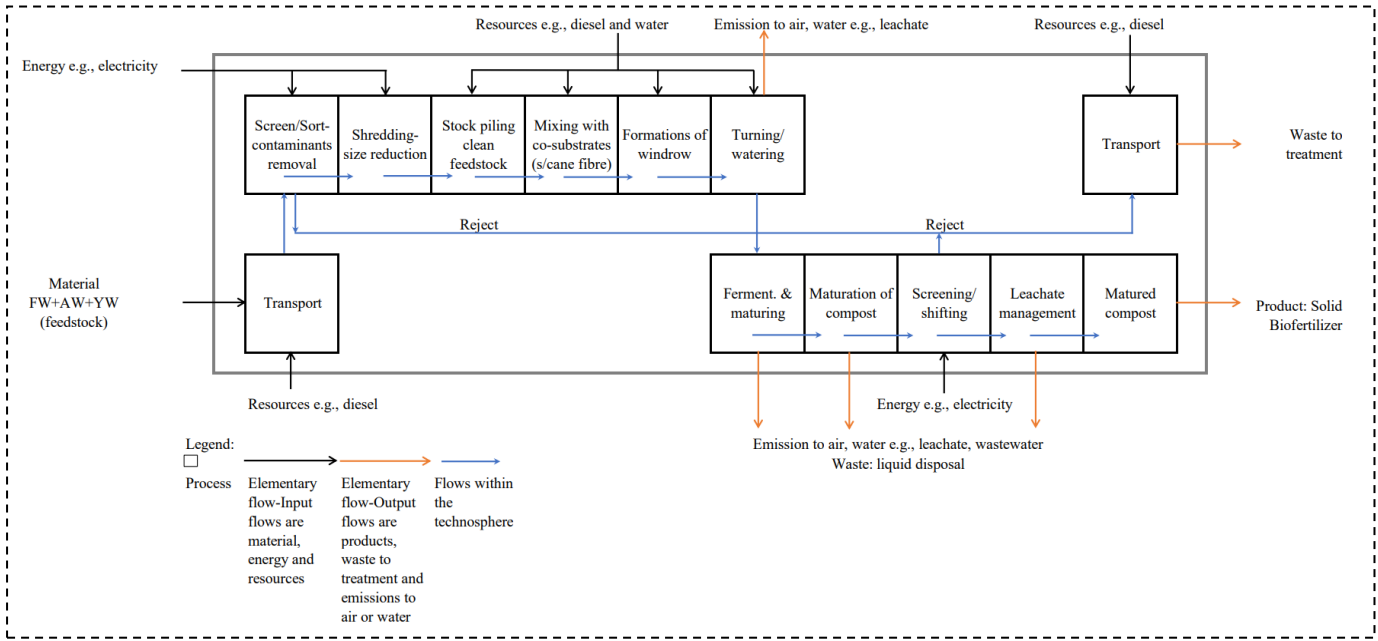 Resources e.g., diesel and water
Emission to air, water e.g., leachate
Resources e.g., diesel
Energy e.g., electricity
Screen/Sort-
contaminants
removal
Shredding-
size reduction
Stock piling
clean
feedstock
Mixing with
co-substrates
(s/cane fibre)
Formations of
windrow
Turning/
watering
Transport
Waste to
treatment
Reject
Reject
Material
FW+AW+YW
(feedstock)
Transport
Ferment. &
maturing
Maturation of
compost
Screening/
shifting
Leachate
management
Matured
compost
Product: Solid
Biofertilizer
Resources e.g., diesel
Energy e.g., electricity
Emission to air, water e.g., leachate, wastewater
Waste: liquid disposal
Legend:
Process
Elementary
flow-Input
flows are
material,
energy and
resources
Elementary
flow-Output
flows are
products,
waste to
treatment and
emissions to
air or water
Flows within
the
technosphere